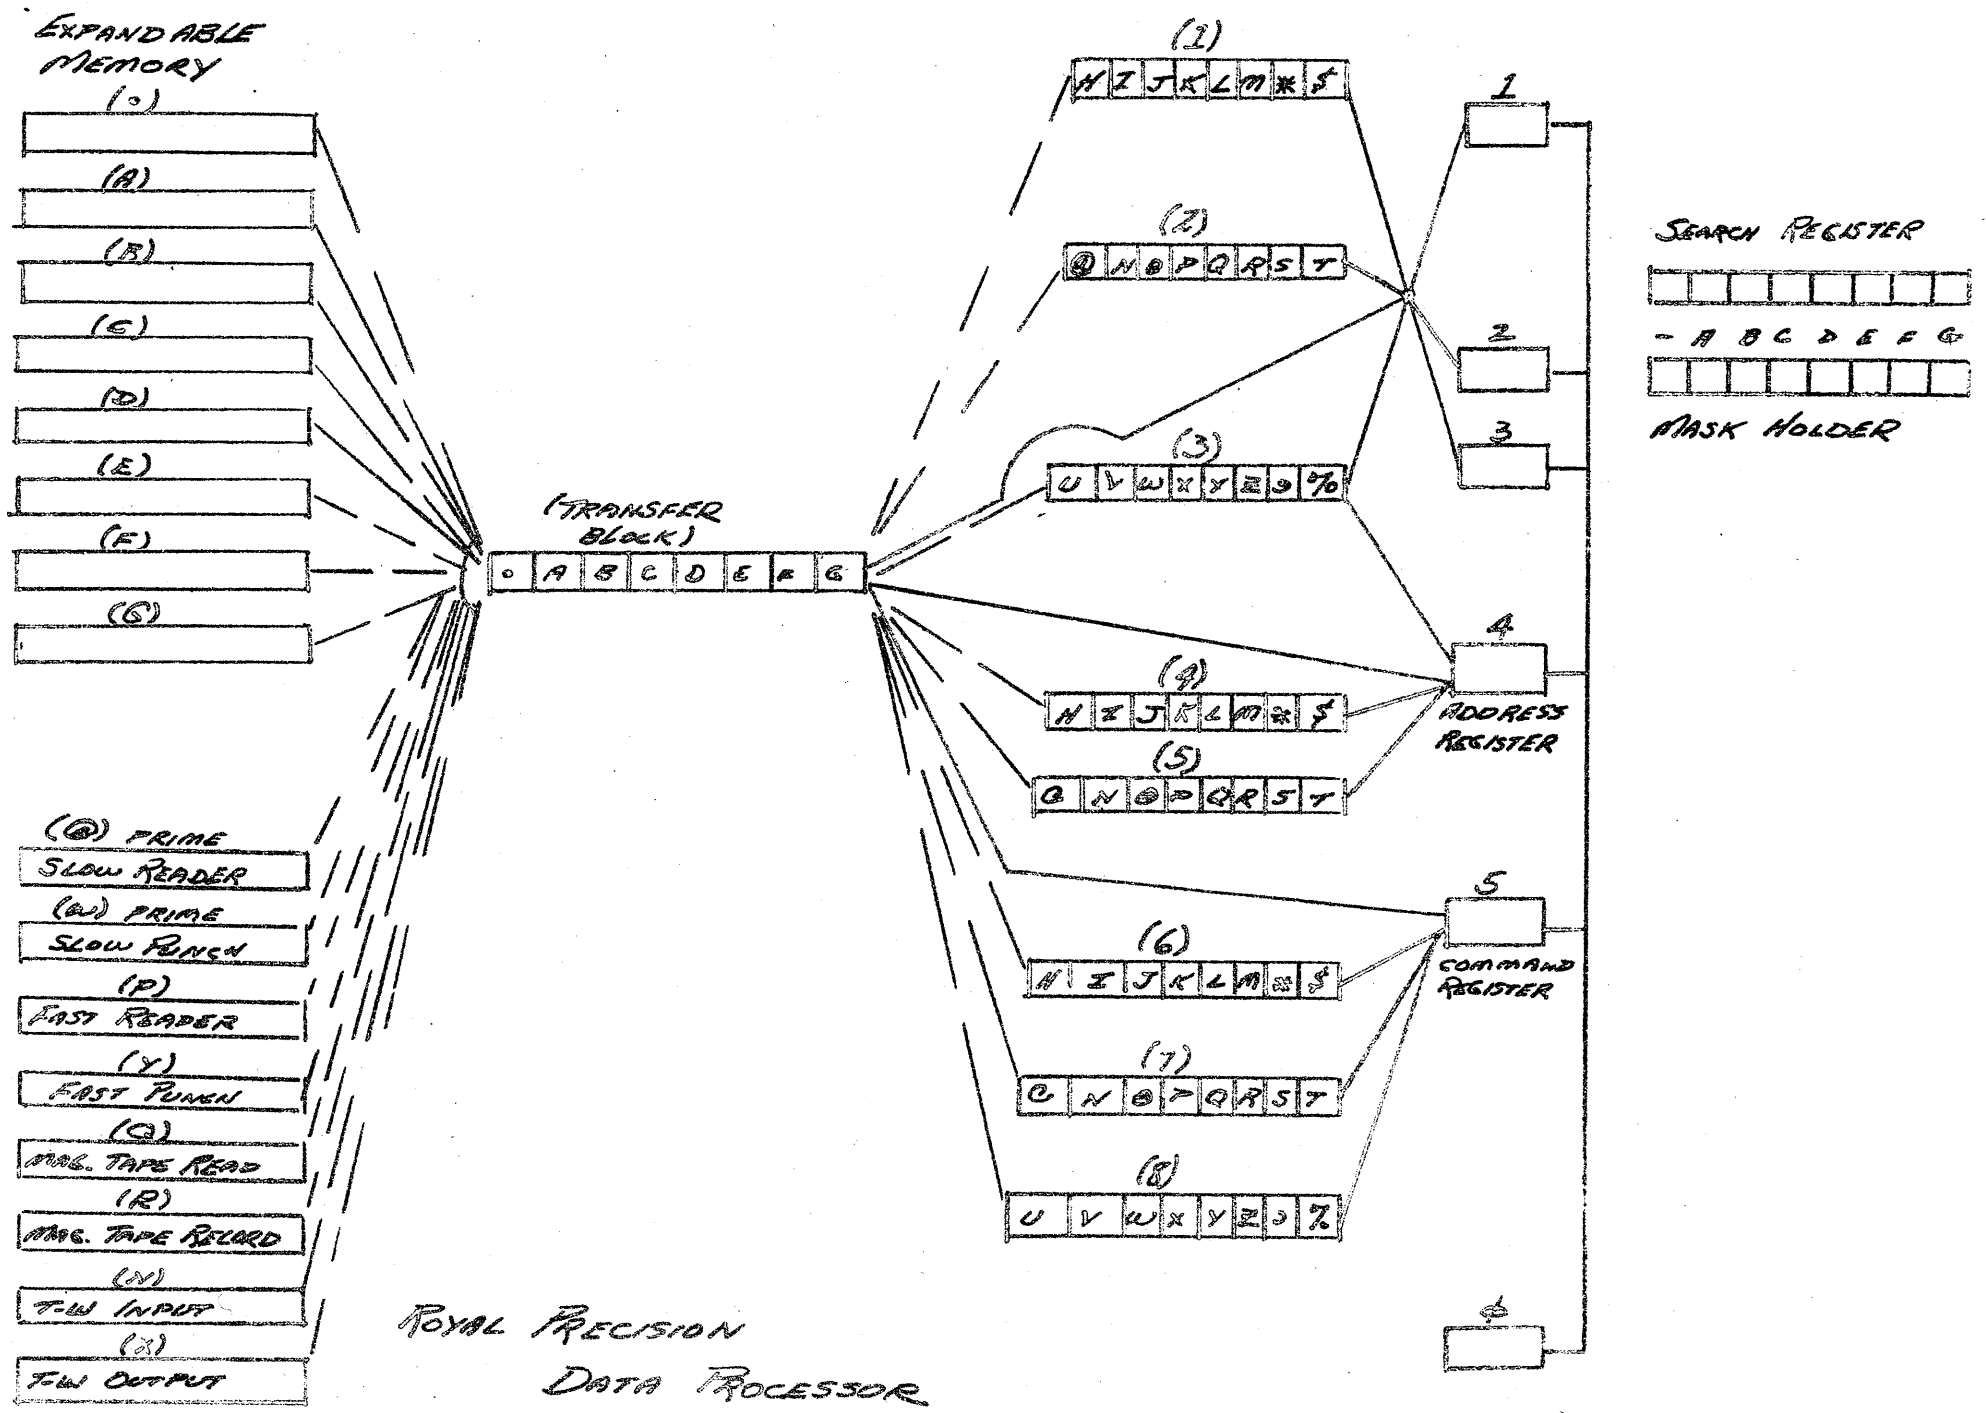 EXPANDABLE
MEMORY
(·)
(A)
(B)
(C)
(D)
(E)
(F)
(G)
(@) PRIME
SLOW READER
(W) PRIME
SLOW PUNCH
(P)
FAST READER
(Y)
FAST PUNCH
(Q)
MAG. TAPE READ
(R)
MAG. TAPE RECORD
(N)
T-W INPUT
(X)
T-W OUTPUT
(TRANSFER
BLOCK)
· A B C D E F G
(1)
H I J K L M * $
(2)
@ N O P Q R S T
(3)
U V W X Y Z , %
(4)
H I J K L M * $
(5)
@ N O P Q R S T
(6)
H I J K L M * $
(7)
@ N O P Q R S T
(8)
U V W X Y Z , %
1
2
3
4
ADDRESS
REGISTER
5
COMMAND
REGISTER
¢
SEARCH REGISTER
- A B C D E F G
MASK HOLDER
ROYAL PRECISION
DATA PROCESSOR